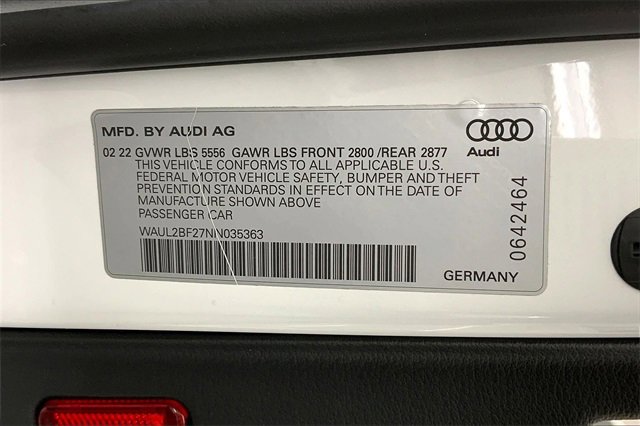 MFD. BY AUDI AG
Audi
02 22 GVWR LBS 5556 GAWR LBS FRONT 2800 /REAR 2877
THIS VEHICLE CONFORMS TO ALL APPLICABLE U.S.
FEDERAL MOTOR VEHICLE SAFETY, BUMPER AND THEFT
PREVENTION STANDARDS IN EFFECT ON THE DATE OF
MANUFACTURE SHOWN ABOVE
PASSENGER CAR
WAUL2BF27NN035363
0642464
GERMANY